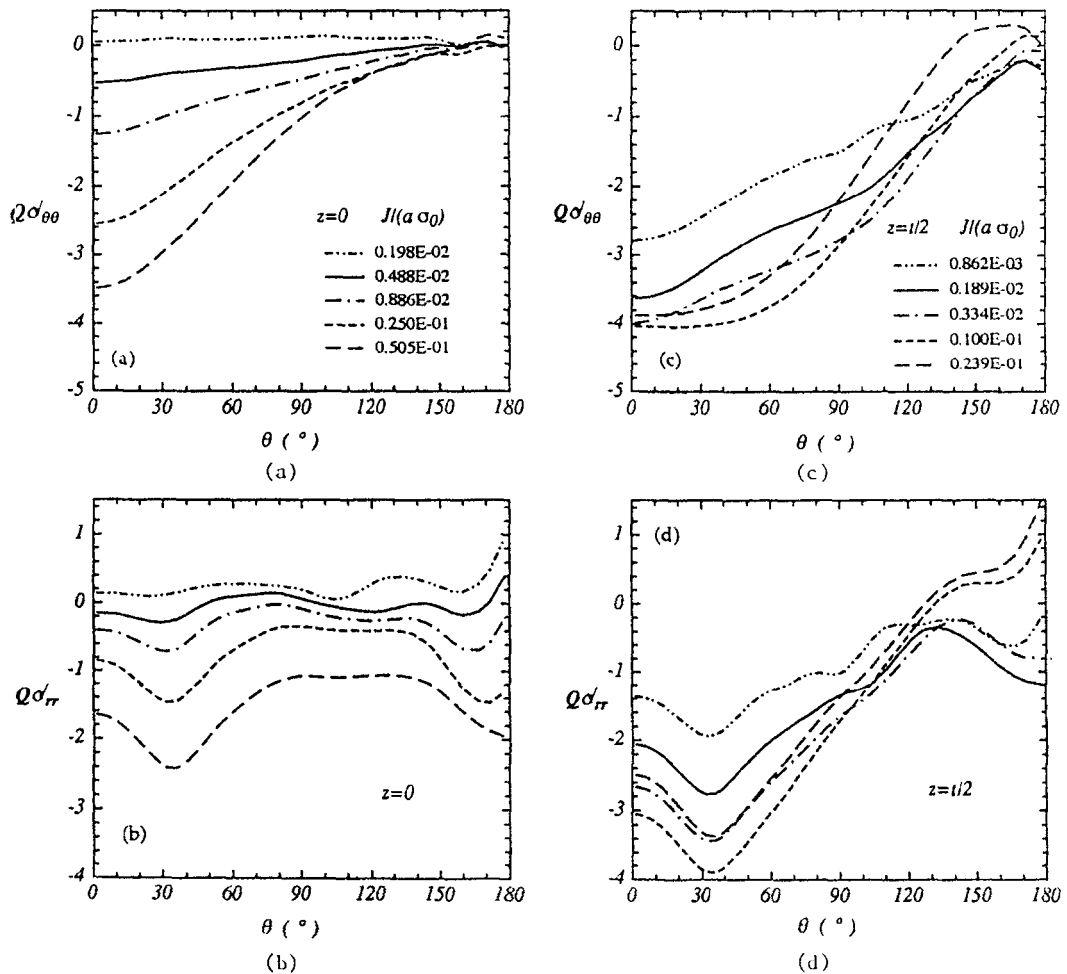 0
-1
-2
-3
-4
-5
Qσ'θθ
z=0 J/(a σ0)
0.198E-02
0.488E-02
0.886E-02
0.250E-01
0.505E-01
(a)
0 30 60 90 120 150 180
θ ( ° )
(a)
0
-1
-2
-3
-4
-5
Qσ'θθ
z=t/2 J/(a σ0)
0.862E-03
0.189E-02
0.334E-02
0.100E-01
0.239E-01
(c)
0 30 60 90 120 150 180
θ ( ° )
(c)
1
0
-1
-2
-3
-4
Qσ'rr
z=0
(b)
0 30 60 90 120 150 180
θ ( ° )
(b)
(d)
1
0
-1
-2
-3
-4
Qσ'rr
z=t/2
0 30 60 90 120 150 180
θ ( ° )
(d)